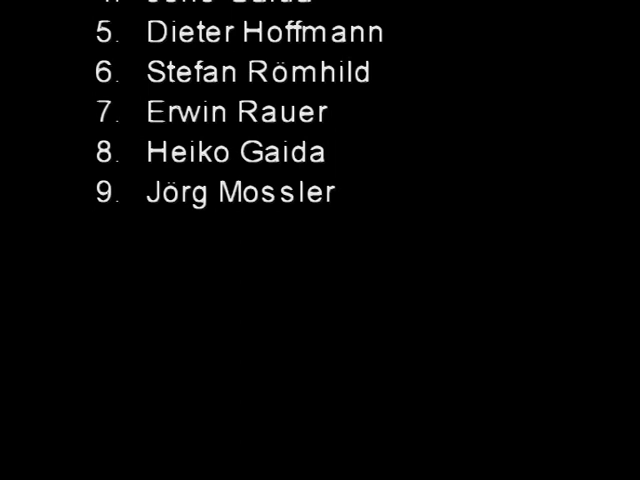 5. Dieter Hoffmann
6. Stefan Römhild
7. Erwin Rauer
8. Heiko Gaida
9. Jörg Mossler